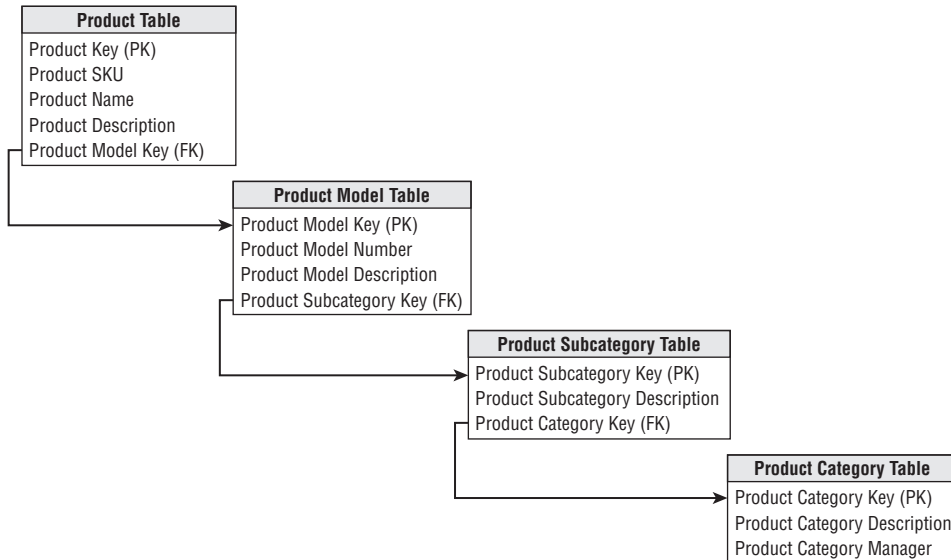 Product Table
Product Key (PK)
Product SKU
Product Name
Product Description
Product Model Key (FK)
Product Model Table
Product Model Key (PK)
Product Model Number
Product Model Description
Product Subcategory Key (FK)
Product Subcategory Table
Product Subcategory Key (PK)
Product Subcategory Description
Product Category Key (FK)
Product Category Table
Product Category Key (PK)
Product Category Description
Product Category Manager